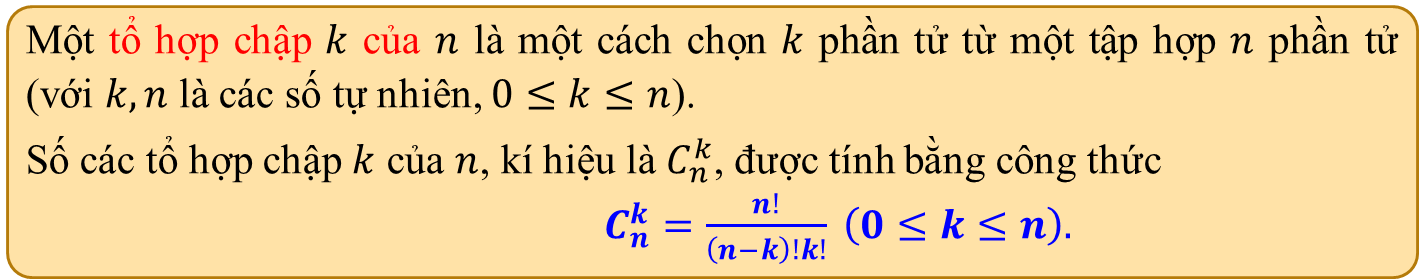 Một tổ hợp chập k của n là một cách chọn k phần tử từ một tập hợp n phần tử
(với k, n là các số tự nhiên, 0 ≤ k ≤ n).
Số các tổ hợp chập k của n, kí hiệu là $C_n^k$, được tính bằng công thức
$C_n^k = \frac{n!}{(n-k)!k!}$ (0 ≤ k ≤ n).